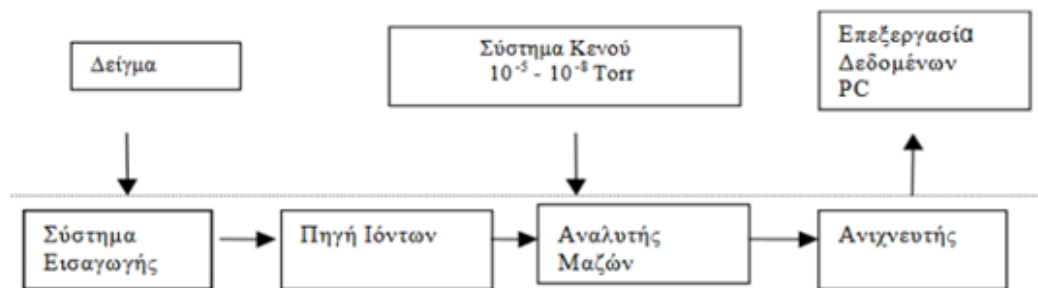 Δείγμα
Σύστημα Κενού
10⁻⁵ - 10⁻⁸ Torr
Επεξεργασία
Δεδομένων
PC
Σύστημα
Εισαγωγής
Πηγή Ιόντων
Αναλυτής
Μαζών
Ανιχνευτής